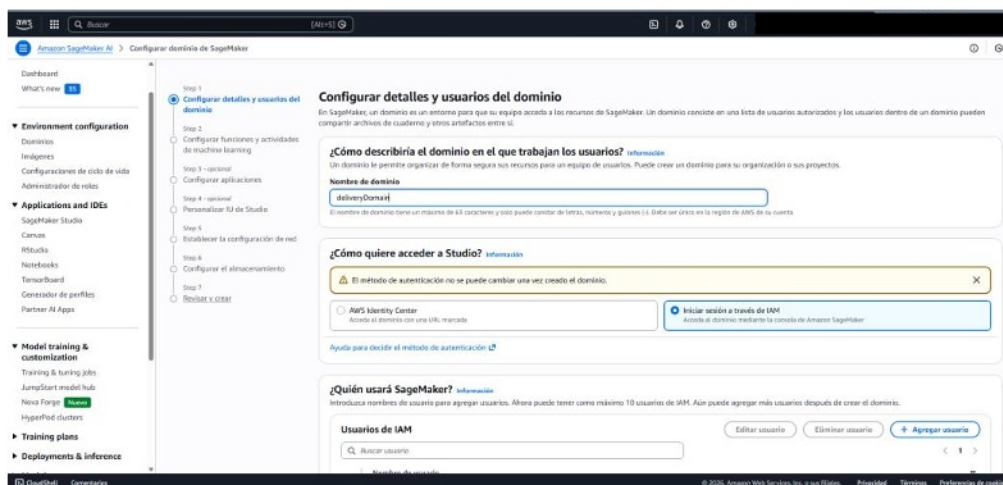 aws
Buscar
[Alt+S]
Amazon SageMaker AI > Configurar dominio de SageMaker
Dashboard
What's new 15
Environment configuration
Dominios
Imágenes
Configuraciones de ciclo de vida
Administrador de roles
Applications and IDEs
SageMaker Studio
Canvas
RStudio
Notebooks
TensorBoard
Generador de perfiles
Partner AI Apps
Model training &
customization
Training & tuning jobs
JumpStart model hub
Nova Forge Nuevo
HyperPod clusters
Training plans
Deployments & inference
Step 1
Configurar detalles y usuarios del
dominio
Step 2
Configurar funciones y actividades
de machine learning
Step 3 - opcional
Configurar aplicaciones
Step 4 - opcional
Personalizar IU de Studio
Step 5
Establecer la configuración de red
Step 6
Configurar el almacenamiento
Step 7
Revisar y crear
Configurar detalles y usuarios del dominio
En SageMaker, un dominio es un entorno para que su equipo acceda a los recursos de SageMaker. Un dominio consiste en una lista de usuarios autorizados y los usuarios dentro de un dominio pueden
compartir archivos de cuaderno y otros artefactos entre sí.
¿Cómo describiría el dominio en el que trabajan los usuarios? Información
Un dominio le permite organizar de forma segura sus recursos para un equipo de usuarios. Puede crear un dominio para su organización o sus proyectos.
Nombre de dominio
deliveryDomain
El nombre de dominio tiene un máximo de 63 caracteres y solo puede constar de letras, números y guiones (-). Debe ser único en la región de AWS de su cuenta
¿Cómo quiere acceder a Studio? Información
El método de autenticación no se puede cambiar una vez creado el dominio.
AWS Identity Center
Acceda al dominio con una URL marcada
Iniciar sesión a través de IAM
Acceda al dominio mediante la consola de Amazon SageMaker
Ayuda para decidir el método de autenticación
¿Quién usará SageMaker? Información
Introduzca nombres de usuario para agregar usuarios. Ahora puede tener como máximo 10 usuarios de IAM. Aún puede agregar más usuarios después de crear el dominio.
Usuarios de IAM
Editar usuario
Eliminar usuario
+ Agregar usuario
Buscar usuario
< 1 >
Nombre de usuario
CloudShell Comentarios
© 2026, Amazon Web Services, Inc. o sus filiales. Privacidad Términos Preferencias de cookies